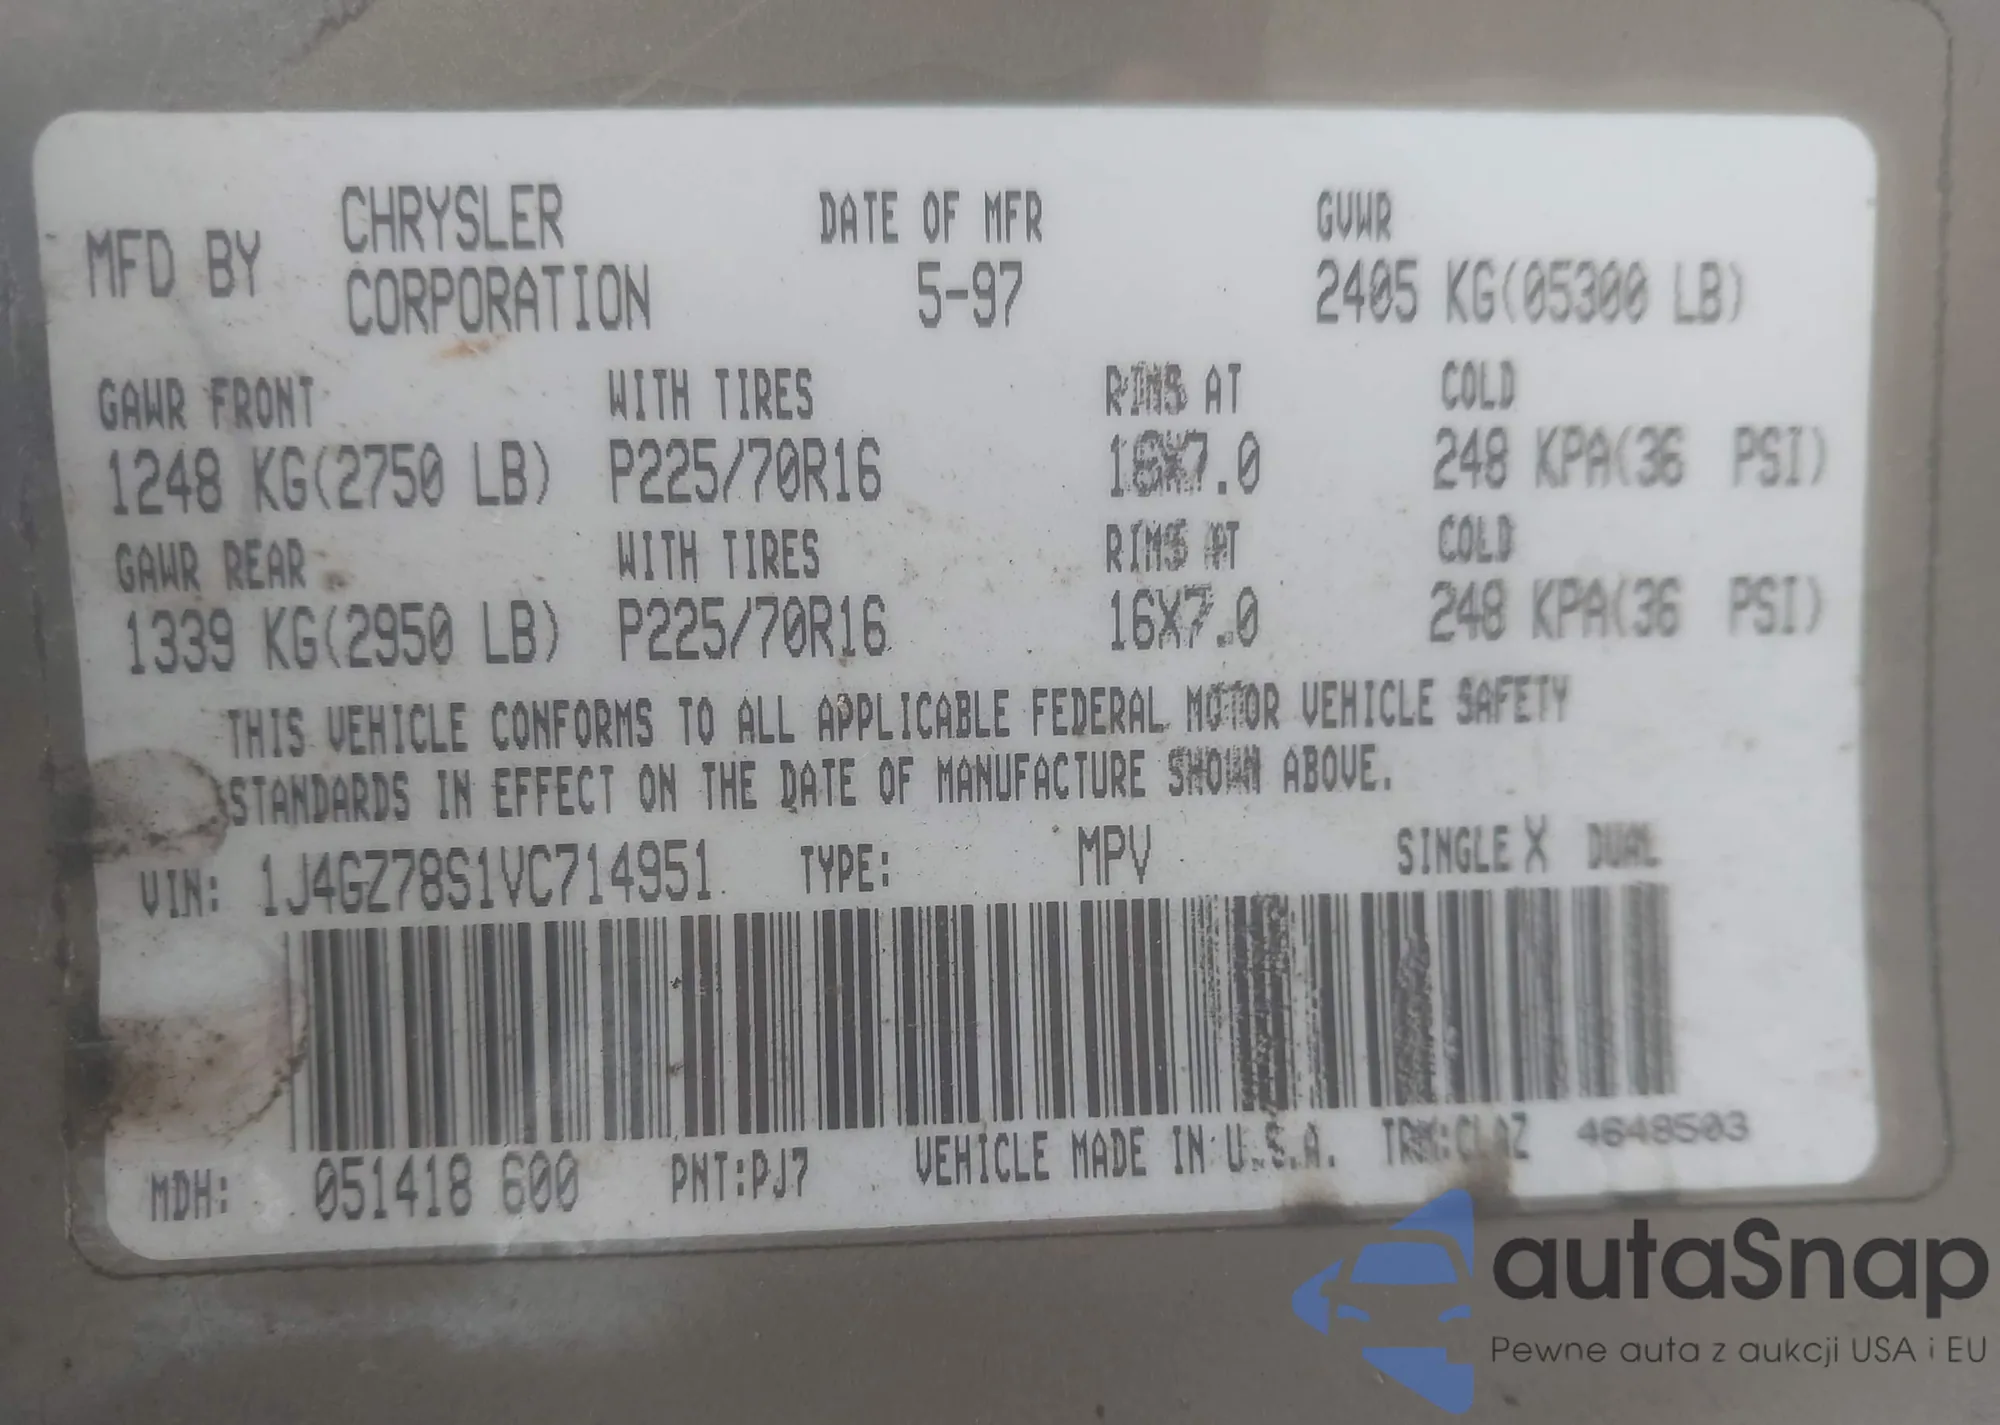 MFD BY CHRYSLER CORPORATION DATE OF MFR 5-97 GVWR 2405 KG(05300 LB)
GAWR FRONT WITH TIRES RIMS AT COLD
1248 KG(2750 LB) P225/70R16 16X7.0 248 KPA(36 PSI)
GAWR REAR WITH TIRES RIMS AT COLD
1339 KG(2950 LB) P225/70R16 16X7.0 248 KPA(36 PSI)
THIS VEHICLE CONFORMS TO ALL APPLICABLE FEDERAL MOTOR VEHICLE SAFETY
STANDARDS IN EFFECT ON THE DATE OF MANUFACTURE SHOWN ABOVE.
VIN: 1J4GZ78S1VC714951 TYPE: MPV SINGLE X DUAL
MDH: 051418 600 PNT:PJ7 VEHICLE MADE IN U.S.A. TRM: 4648503
autaSnap
Pewne auta z aukcji USA i EU